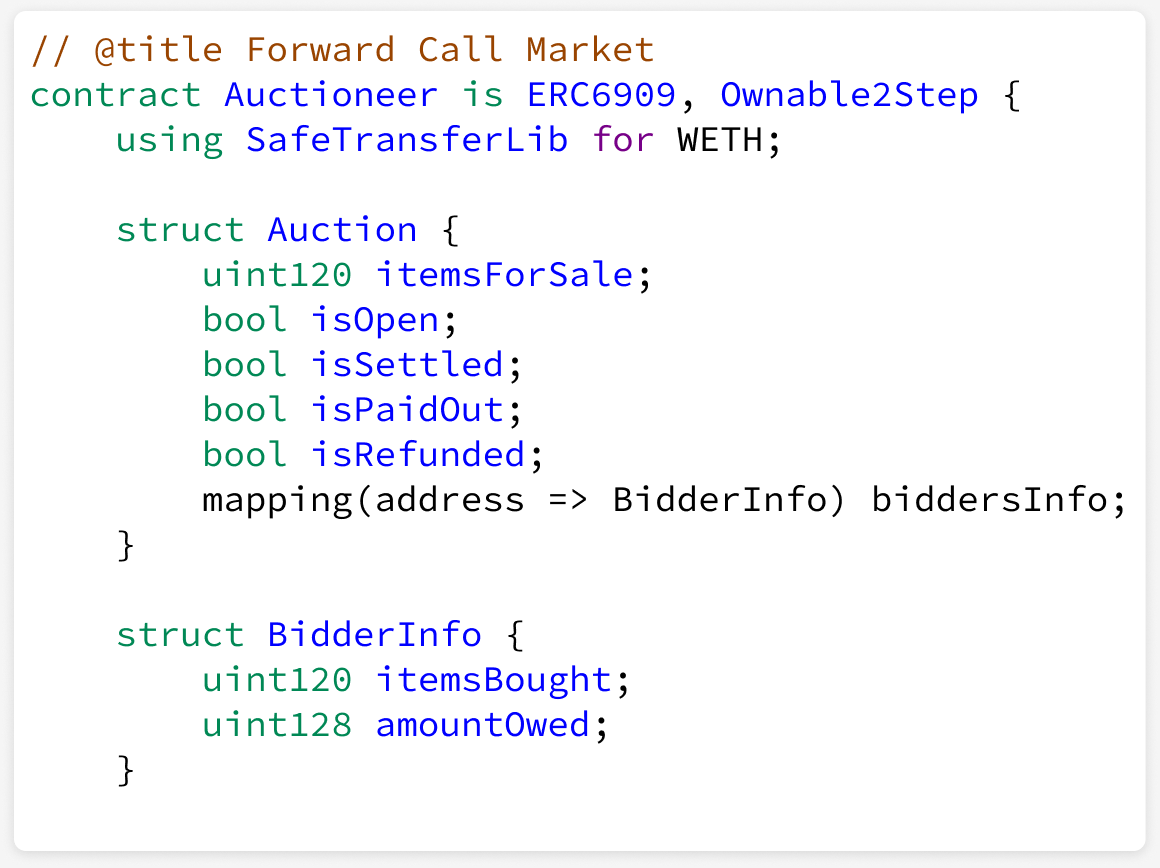 // @title Forward Call Market
contract Auctioneer is ERC6909, Ownable2Step {
    using SafeTransferLib for WETH;

    struct Auction {
        uint120 itemsForSale;
        bool isOpen;
        bool isSettled;
        bool isPaidOut;
        bool isRefunded;
        mapping(address => BidderInfo) biddersInfo;
    }

    struct BidderInfo {
        uint120 itemsBought;
        uint128 amountOwed;
    }